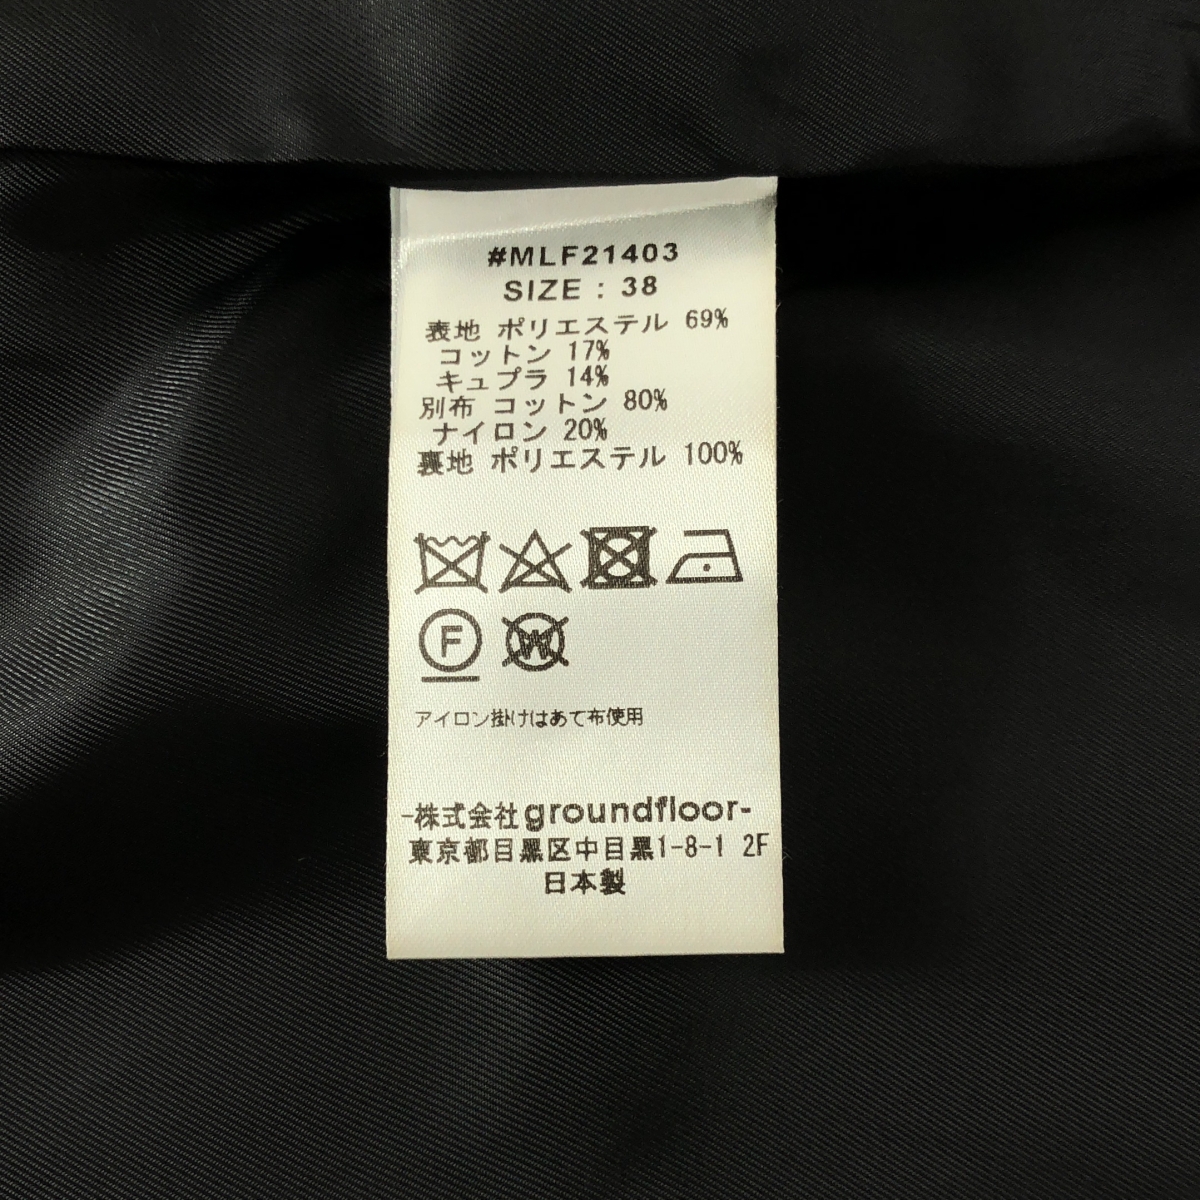 #MLF21403
SIZE : 38
表地 ポリエステル 69%
コットン 17%
キュプラ 14%
別布 コットン 80%
ナイロン 20%
裏地 ポリエステル 100%
F W
アイロン掛けはあて布使用
-株式会社groundfloor-
東京都目黒区中目黒1-8-1 2F
日本製